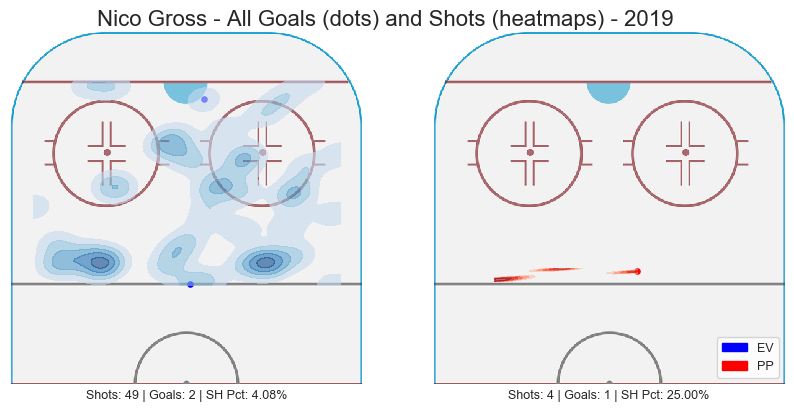 Nico Gross - All Goals (dots) and Shots (heatmaps) - 2019
EV
PP
Shots: 49 | Goals: 2 | SH Pct: 4.08%
Shots: 4 | Goals: 1 | SH Pct: 25.00%